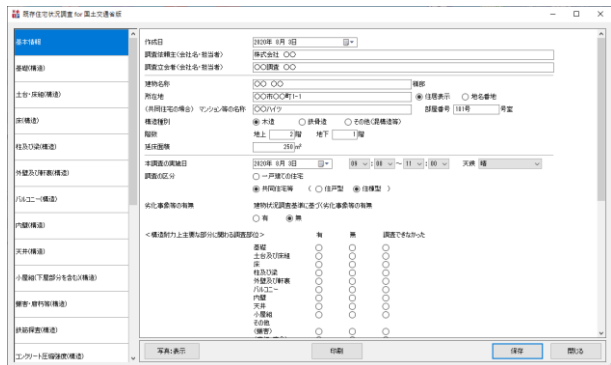 既存住宅状況調査 for 国土交通省版
基本情報
基礎(構造)
土台・床組(構造)
床(構造)
柱及び梁(構造)
外壁及び軒裏(構造)
バルコニー(構造)
内壁(構造)
天井(構造)
小屋組(下屋部分を含む)(構造)
蟻害・腐朽等(構造)
鉄筋探査(構造)
コンクリート圧縮強度(構造)
作成日 2020年 8月 3日
調査依頼主(会社名・担当者) 株式会社 〇〇
調査立会者(会社名・担当者) 〇〇調査 〇〇
建物名称 〇〇 〇〇 様邸
所在地 〇〇市〇〇町1-1 住居表示 地名番地
(共同住宅の場合) マンション等の名称 〇〇ハイツ 部屋番号 101号 号室
構造種別 木造 鉄骨造 その他(混構造等)
階数 地上 2階 地下 1階
延床面積 250 m²
本調査の実施日 2020年 8月 3日 08 : 00 ～ 11 : 00 天候 晴
調査の区分 一戸建ての住宅
共同住宅等 ( 住戸型 住棟型 )
劣化事象等の有無 建物状況調査基準に基づく劣化事象等の有無
有 無
<構造耐力上主要な部分に関わる調査部位> 有 無 調査できなかった
基礎
土台及び床組
床
柱及び梁
外壁及び軒裏
バルコニー
内壁
天井
小屋組
その他
(蟻害)
写真:表示 印刷 保存 閉じる